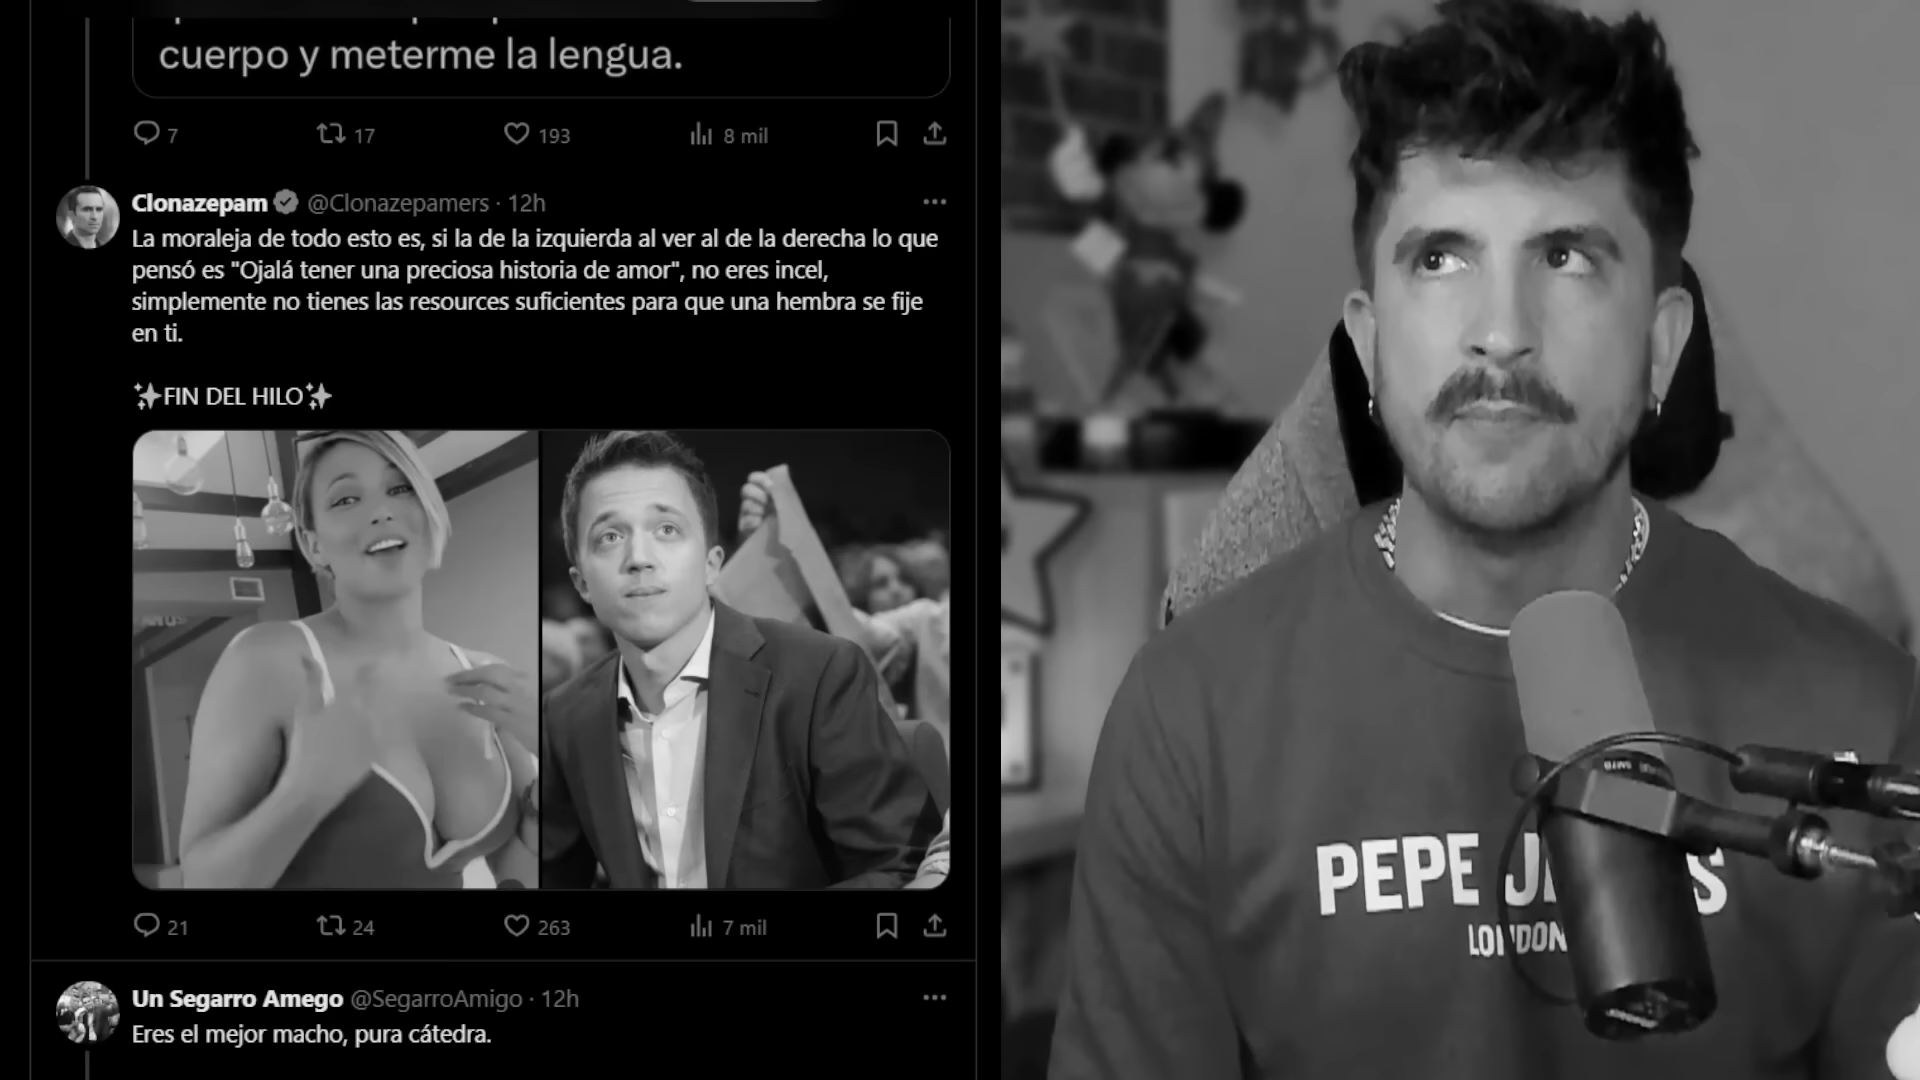 cuerpo y meterme la lengua.
7 17 193 8 mil
Clonazepam @Clonazepamers · 12h
La moraleja de todo esto es, si la de la izquierda al ver al de la derecha lo que
pensó es "Ojalá tener una preciosa historia de amor", no eres incel,
simplemente no tienes las resources suficientes para que una hembra se fije
en ti.
✨FIN DEL HILO✨
21 24 263 7 mil
Un Segarro Amego @SegarroAmigo · 12h
Eres el mejor macho, pura cátedra.
PEPE J S
LONDON